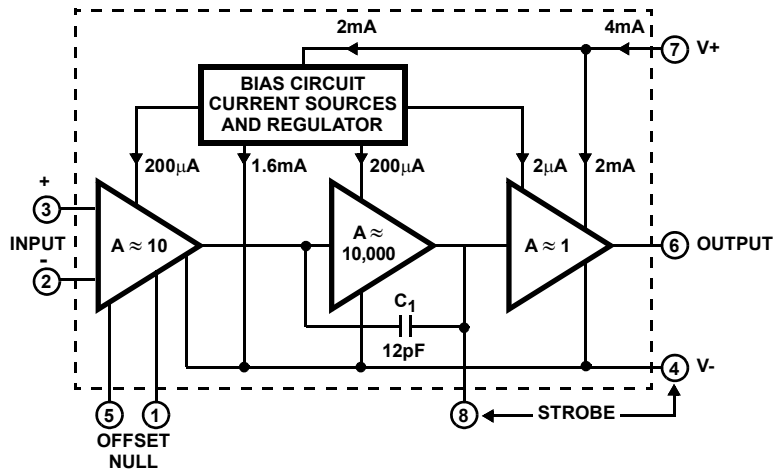 2mA
4mA
7
V+
BIAS CIRCUIT
CURRENT SOURCES
AND REGULATOR
200μA
1.6mA
200μA
2μA
2mA
+
3
INPUT
-
2
A ≈ 10
A ≈
10,000
A ≈ 1
6
OUTPUT
C1
12pF
4
V-
5
1
8
STROBE
OFFSET
NULL